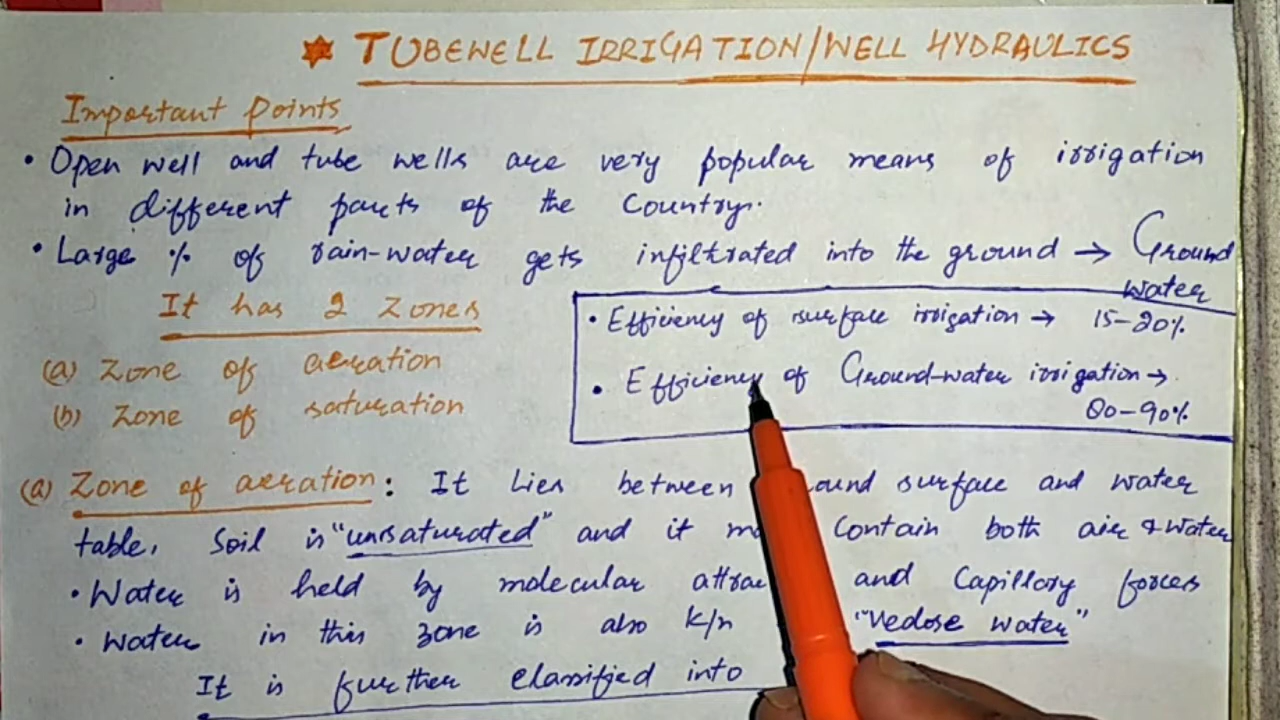 TUBEWELL IRRIGATION/WELL HYDRAULICS
Important Points
• Open well and tube wells are very popular means of irrigation
in different parts of the Country.
• Large % of rain-water gets infiltrated into the ground → Ground
water
It has 2 Zones
(a) Zone of aeration
(b) Zone of saturation
• Efficiency of surface irrigation → 15-20%
• Efficiency of Ground-water irrigation →
80-90%
(a) Zone of aeration: It Lies between ound surface and water
table, Soil is "unsaturated" and it m Contain both air & water
• Water is held by molecular attrac and Capillary forces
• Water in this zone is also k/n "Vedose water"
It is further classified into